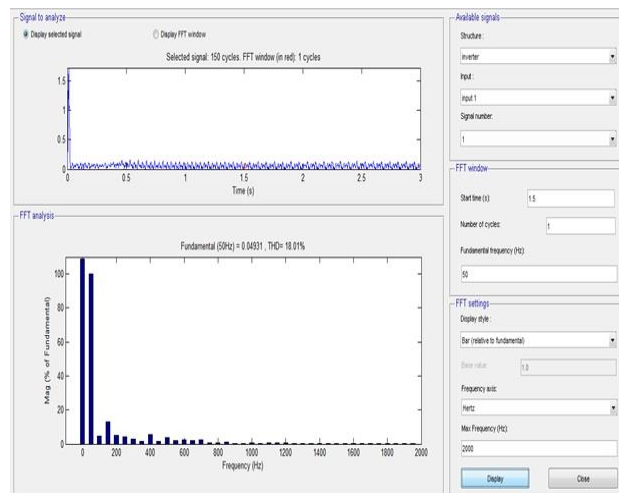 Signal to analyze
Display selected signal
Display FFT window
Selected signal: 150 cycles. FFT window (in red): 1 cycles
1.5
1
0.5
0
0 0.5 1 1.5 2 2.5 3
Time (s)
FFT analysis
Fundamental (50Hz) = 0.04931 , THD= 18.01%
Mag (% of Fundamental)
100
80
60
40
20
0
0 200 400 600 800 1000 1200 1400 1600 1800 2000
Frequency (Hz)
Available signals
Structure :
inverter
Input :
input 1
Signal number:
1
FFT window
Start time (s): 1.5
Number of cycles: 1
Fundamental frequency (Hz):
50
FFT settings
Display style :
Bar (relative to fundamental)
Base value: 1.0
Frequency axis:
Hertz
Max Frequency (Hz):
2000
Display
Close